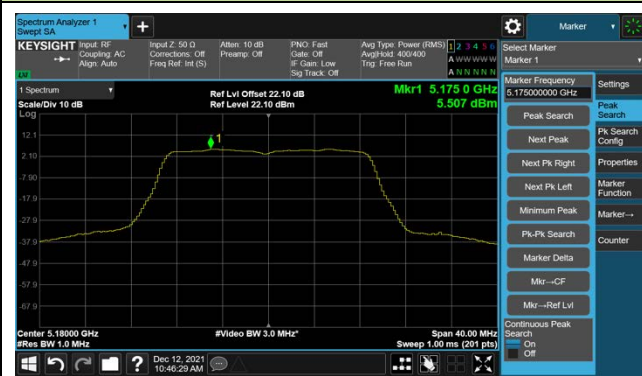 Spectrum Analyzer 1
Swept SA
+
Marker
KEYSIGHT
Input: RF
Coupling: AC
Align: Auto
Input Z: 50 Ω
Corrections: Off
Freq Ref: Int (S)
Atten: 10 dB
Preamp: Off
PNO: Fast
Gate: Off
IF Gain: Low
Sig Track: Off
Avg Type: Power (RMS)
Avg|Hold: 400/400
Trig: Free Run
1 2 3 4 5 6
A W W W W W
A N N N N N
Select Marker
Marker 1
LXI
1 Spectrum
Scale/Div 10 dB
Log
Ref Lvl Offset 22.10 dB
Ref Level 22.10 dBm
Mkr1 5.175 0 GHz
5.507 dBm
1
12.1
2.10
-7.90
-17.9
-27.9
-37.9
-47.9
-57.9
-67.9
Center 5.18000 GHz
#Res BW 1.0 MHz
#Video BW 3.0 MHz*
Span 40.00 MHz
Sweep 1.00 ms (201 pts)
Marker Frequency
5.175000000 GHz
Peak Search
Next Peak
Next Pk Right
Next Pk Left
Minimum Peak
Pk-Pk Search
Marker Delta
Mkr→CF
Mkr→Ref Lvl
Continuous Peak
Search
On
Off
Settings
Peak
Search
Pk Search
Config
Properties
Marker
Function
Marker→
Counter
?
Dec 12, 2021
10:46:29 AM